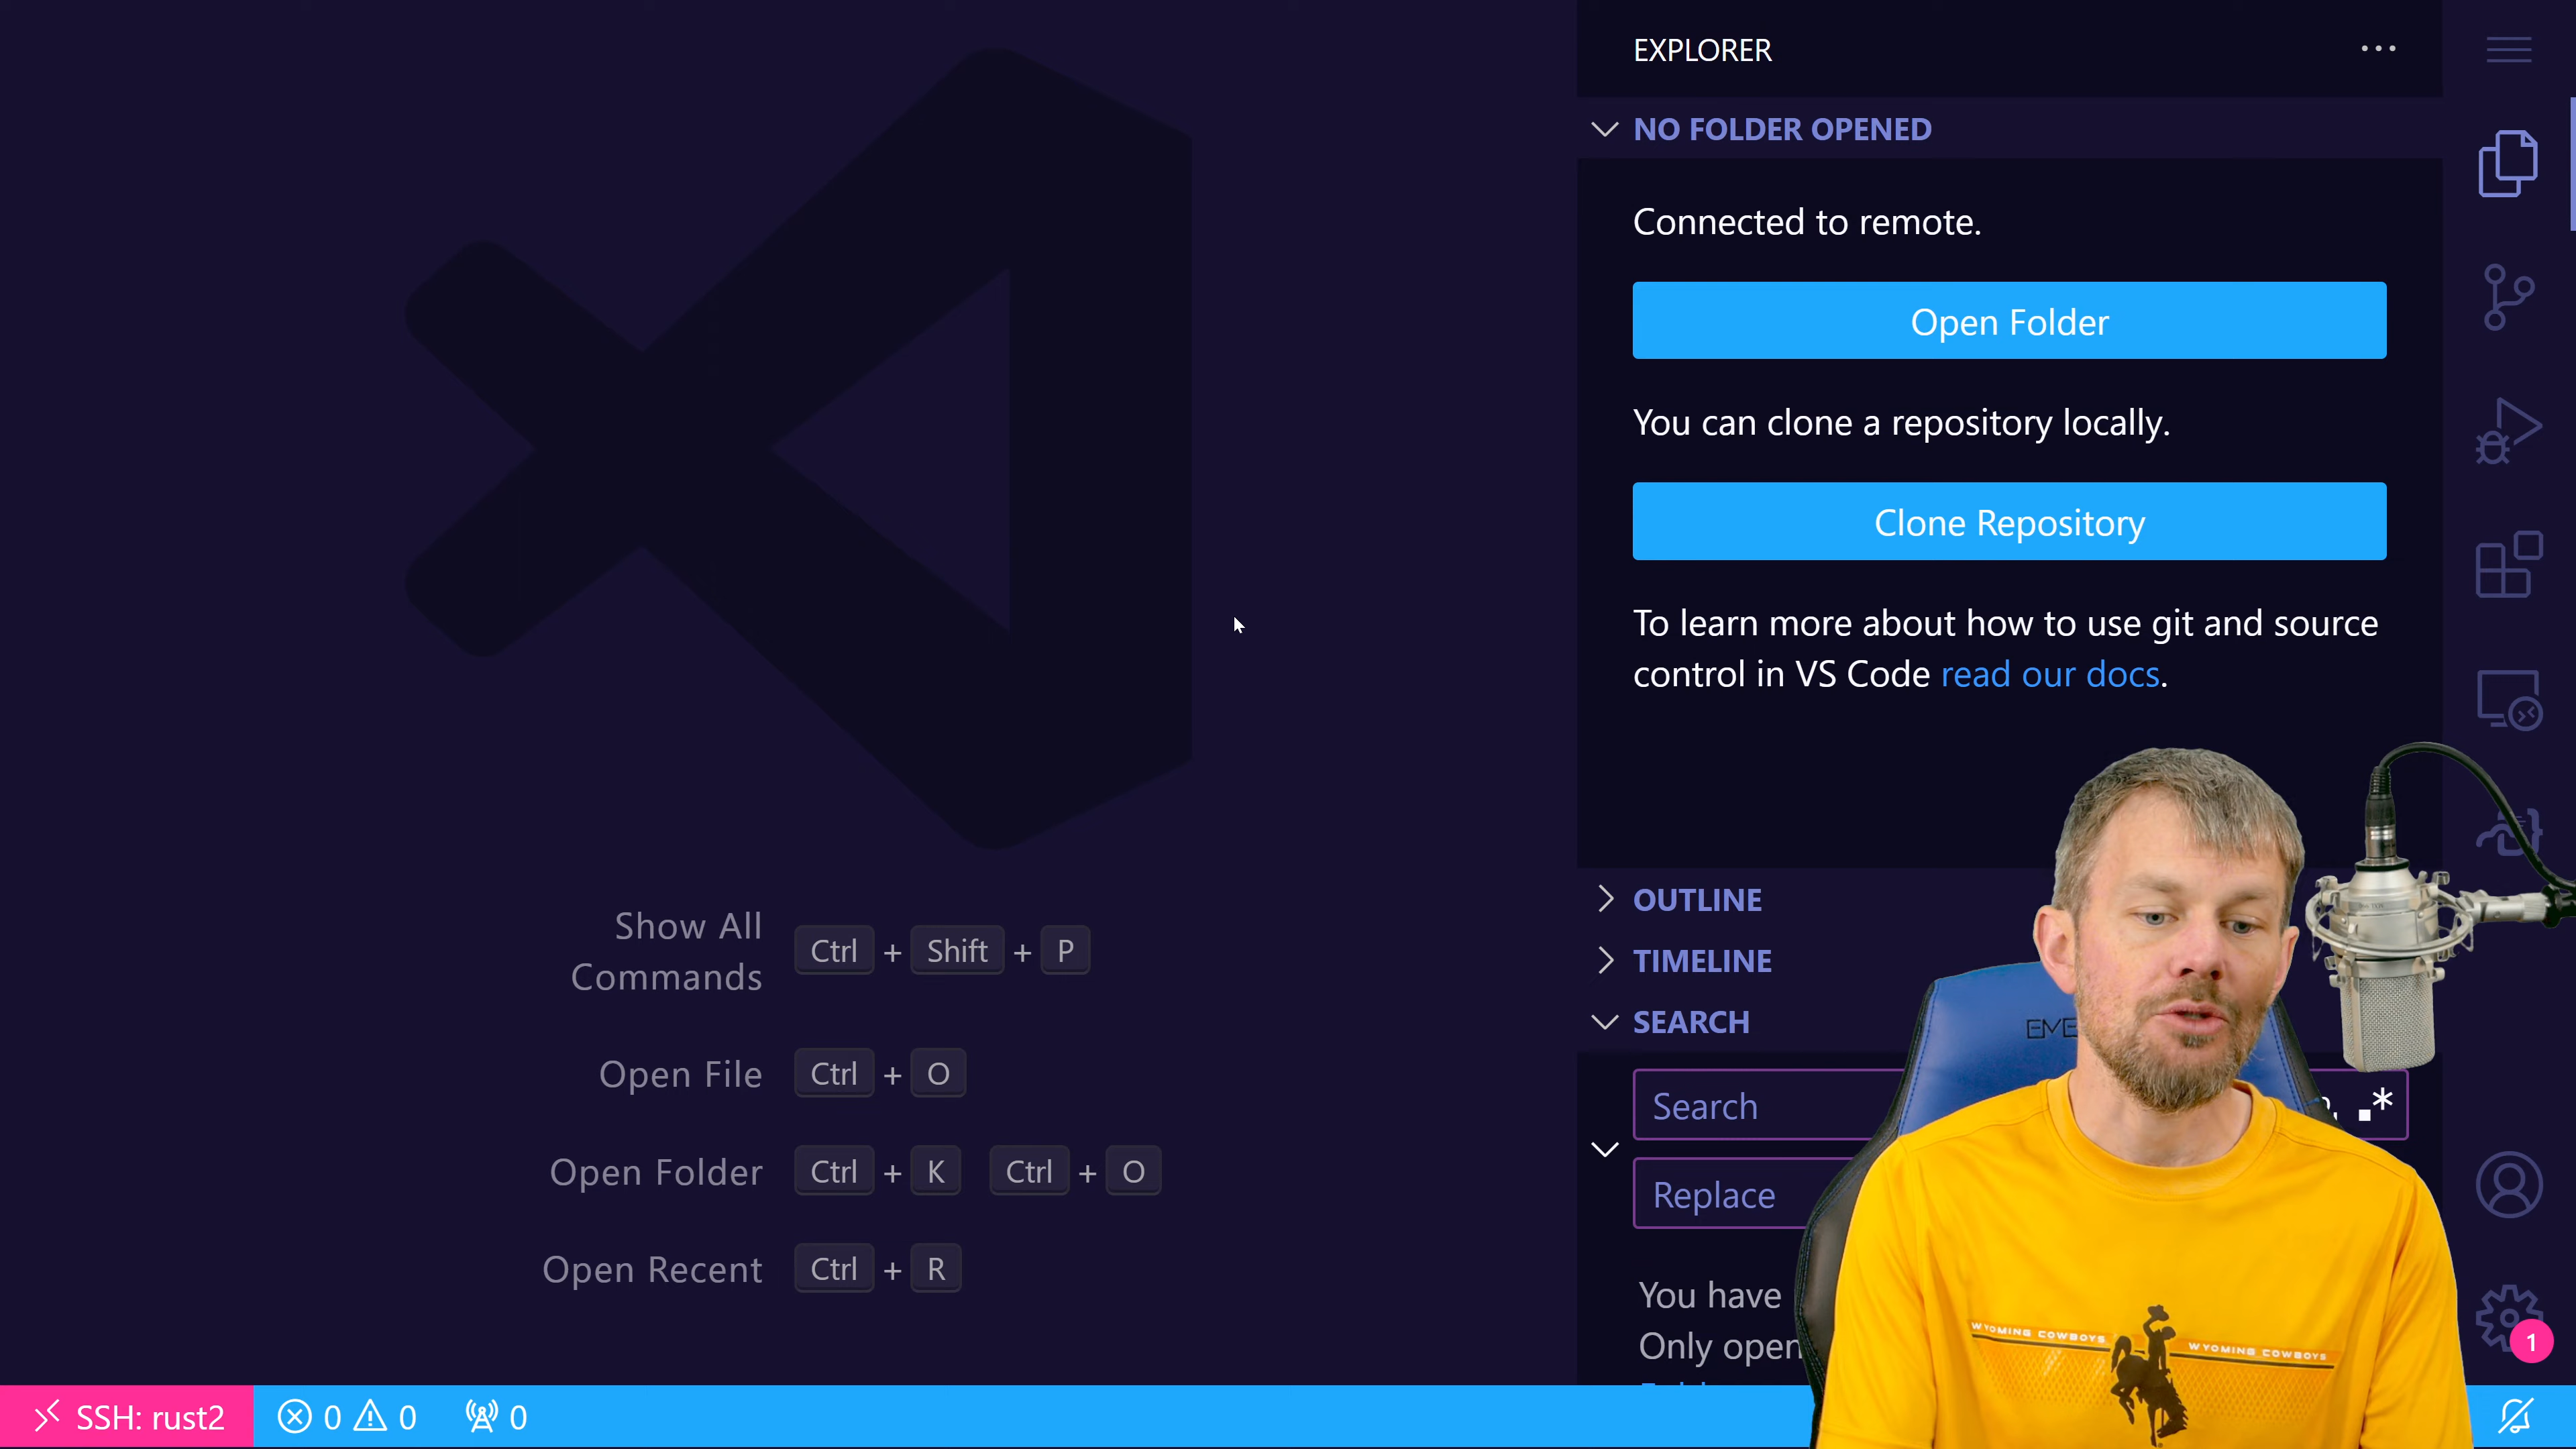 EXPLORER
NO FOLDER OPENED
Connected to remote.
Open Folder
You can clone a repository locally.
Clone Repository
To learn more about how to use git and source
control in VS Code read our docs.
OUTLINE
TIMELINE
SEARCH
Search
Replace
You have
Only open
Show All
Commands
Ctrl + Shift + P
Open File Ctrl + O
Open Folder Ctrl + K Ctrl + O
Open Recent Ctrl + R
WYOMING COWBOYS WYOMING COWBOYS
1
SSH: rust2 0 0 0